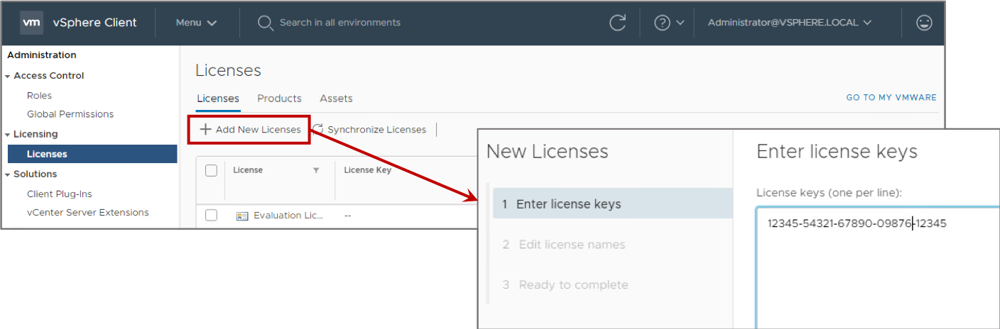 vm vSphere Client Menu Search in all environments ? Administrator@VSPHERE.LOCAL
Administration
Access Control
Roles
Global Permissions
Licensing
Licenses
Solutions
Client Plug-Ins
vCenter Server Extensions
Licenses
Licenses Products Assets GO TO MY VMWARE
+ Add New Licenses Synchronize Licenses
License License Key
Evaluation Lic... --
New Licenses
1 Enter license keys
2 Edit license names
3 Ready to complete
Enter license keys
License keys (one per line):
12345-54321-67890-09876-12345